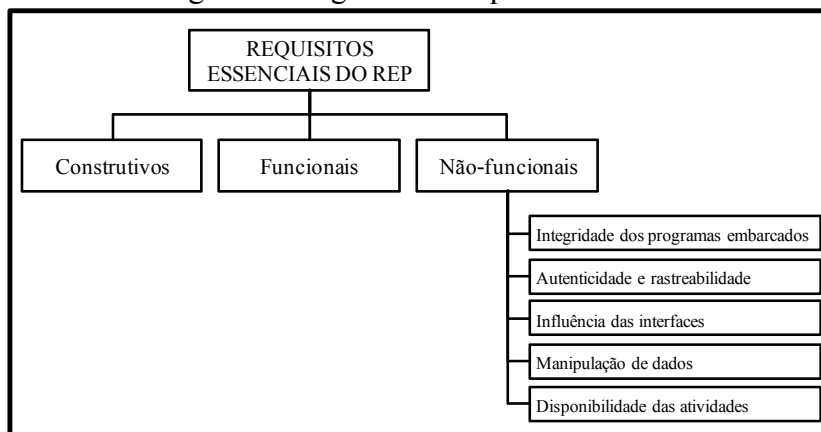 REQUISITOS
ESSENCIAIS DO REP
Construtivos
Funcionais
Não-funcionais
Integridade dos programas embarcados
Autenticidade e rastreabilidade
Influência das interfaces
Manipulação de dados
Disponibilidade das atividades